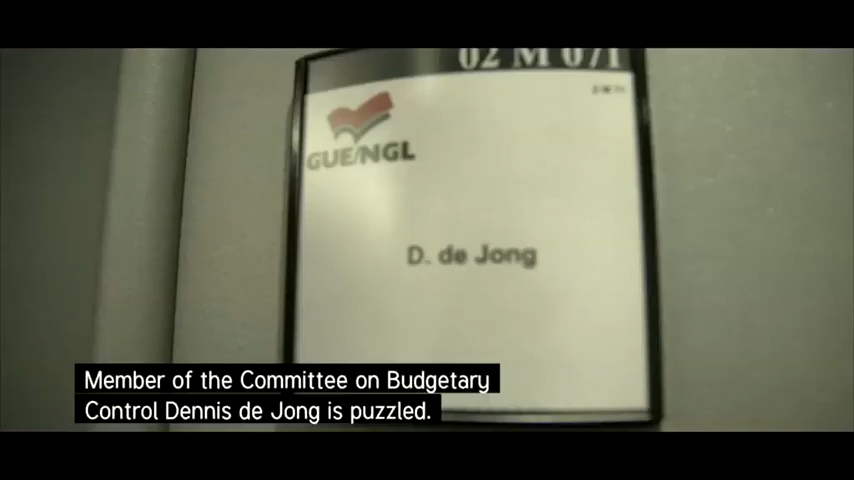 02 M 071
GUE/NGL
D. de Jong
Member of the Committee on Budgetary
Control Dennis de Jong is puzzled.